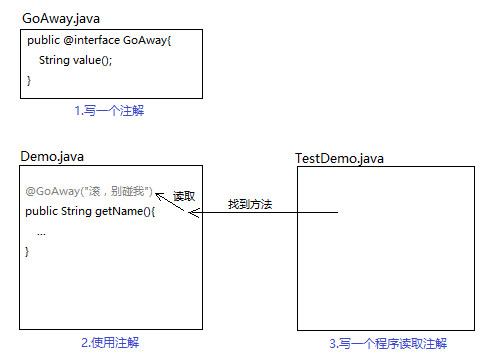 GoAway.java
public @interface GoAway{
String value();
}
1.写一个注解
Demo.java
@GoAway("滚，别碰我")
public String getName(){
...
}
读取
找到方法
2.使用注解
TestDemo.java
3.写一个程序读取注解